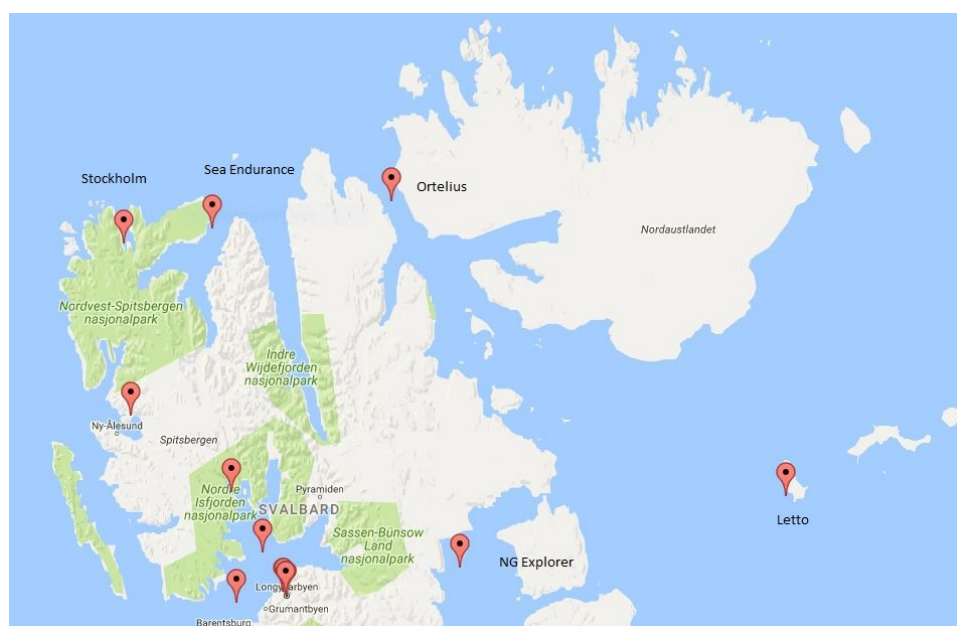 Sea Endurance
Stockholm
Ortelius
Nordaustlandet
Nordvest-Spitsbergen
nasjonalpark
Indre
Wijdefjorden
nasjonalpark
Ny-Ålesund
Spitsbergen
Nordre
Isfjorden
nasjonalpark
Pyramiden
SVALBARD
Sassen-Bünsow
Land
nasjonalpark
Letto
NG Explorer
Longyearbyen
Grumantbyen
Barentsburg